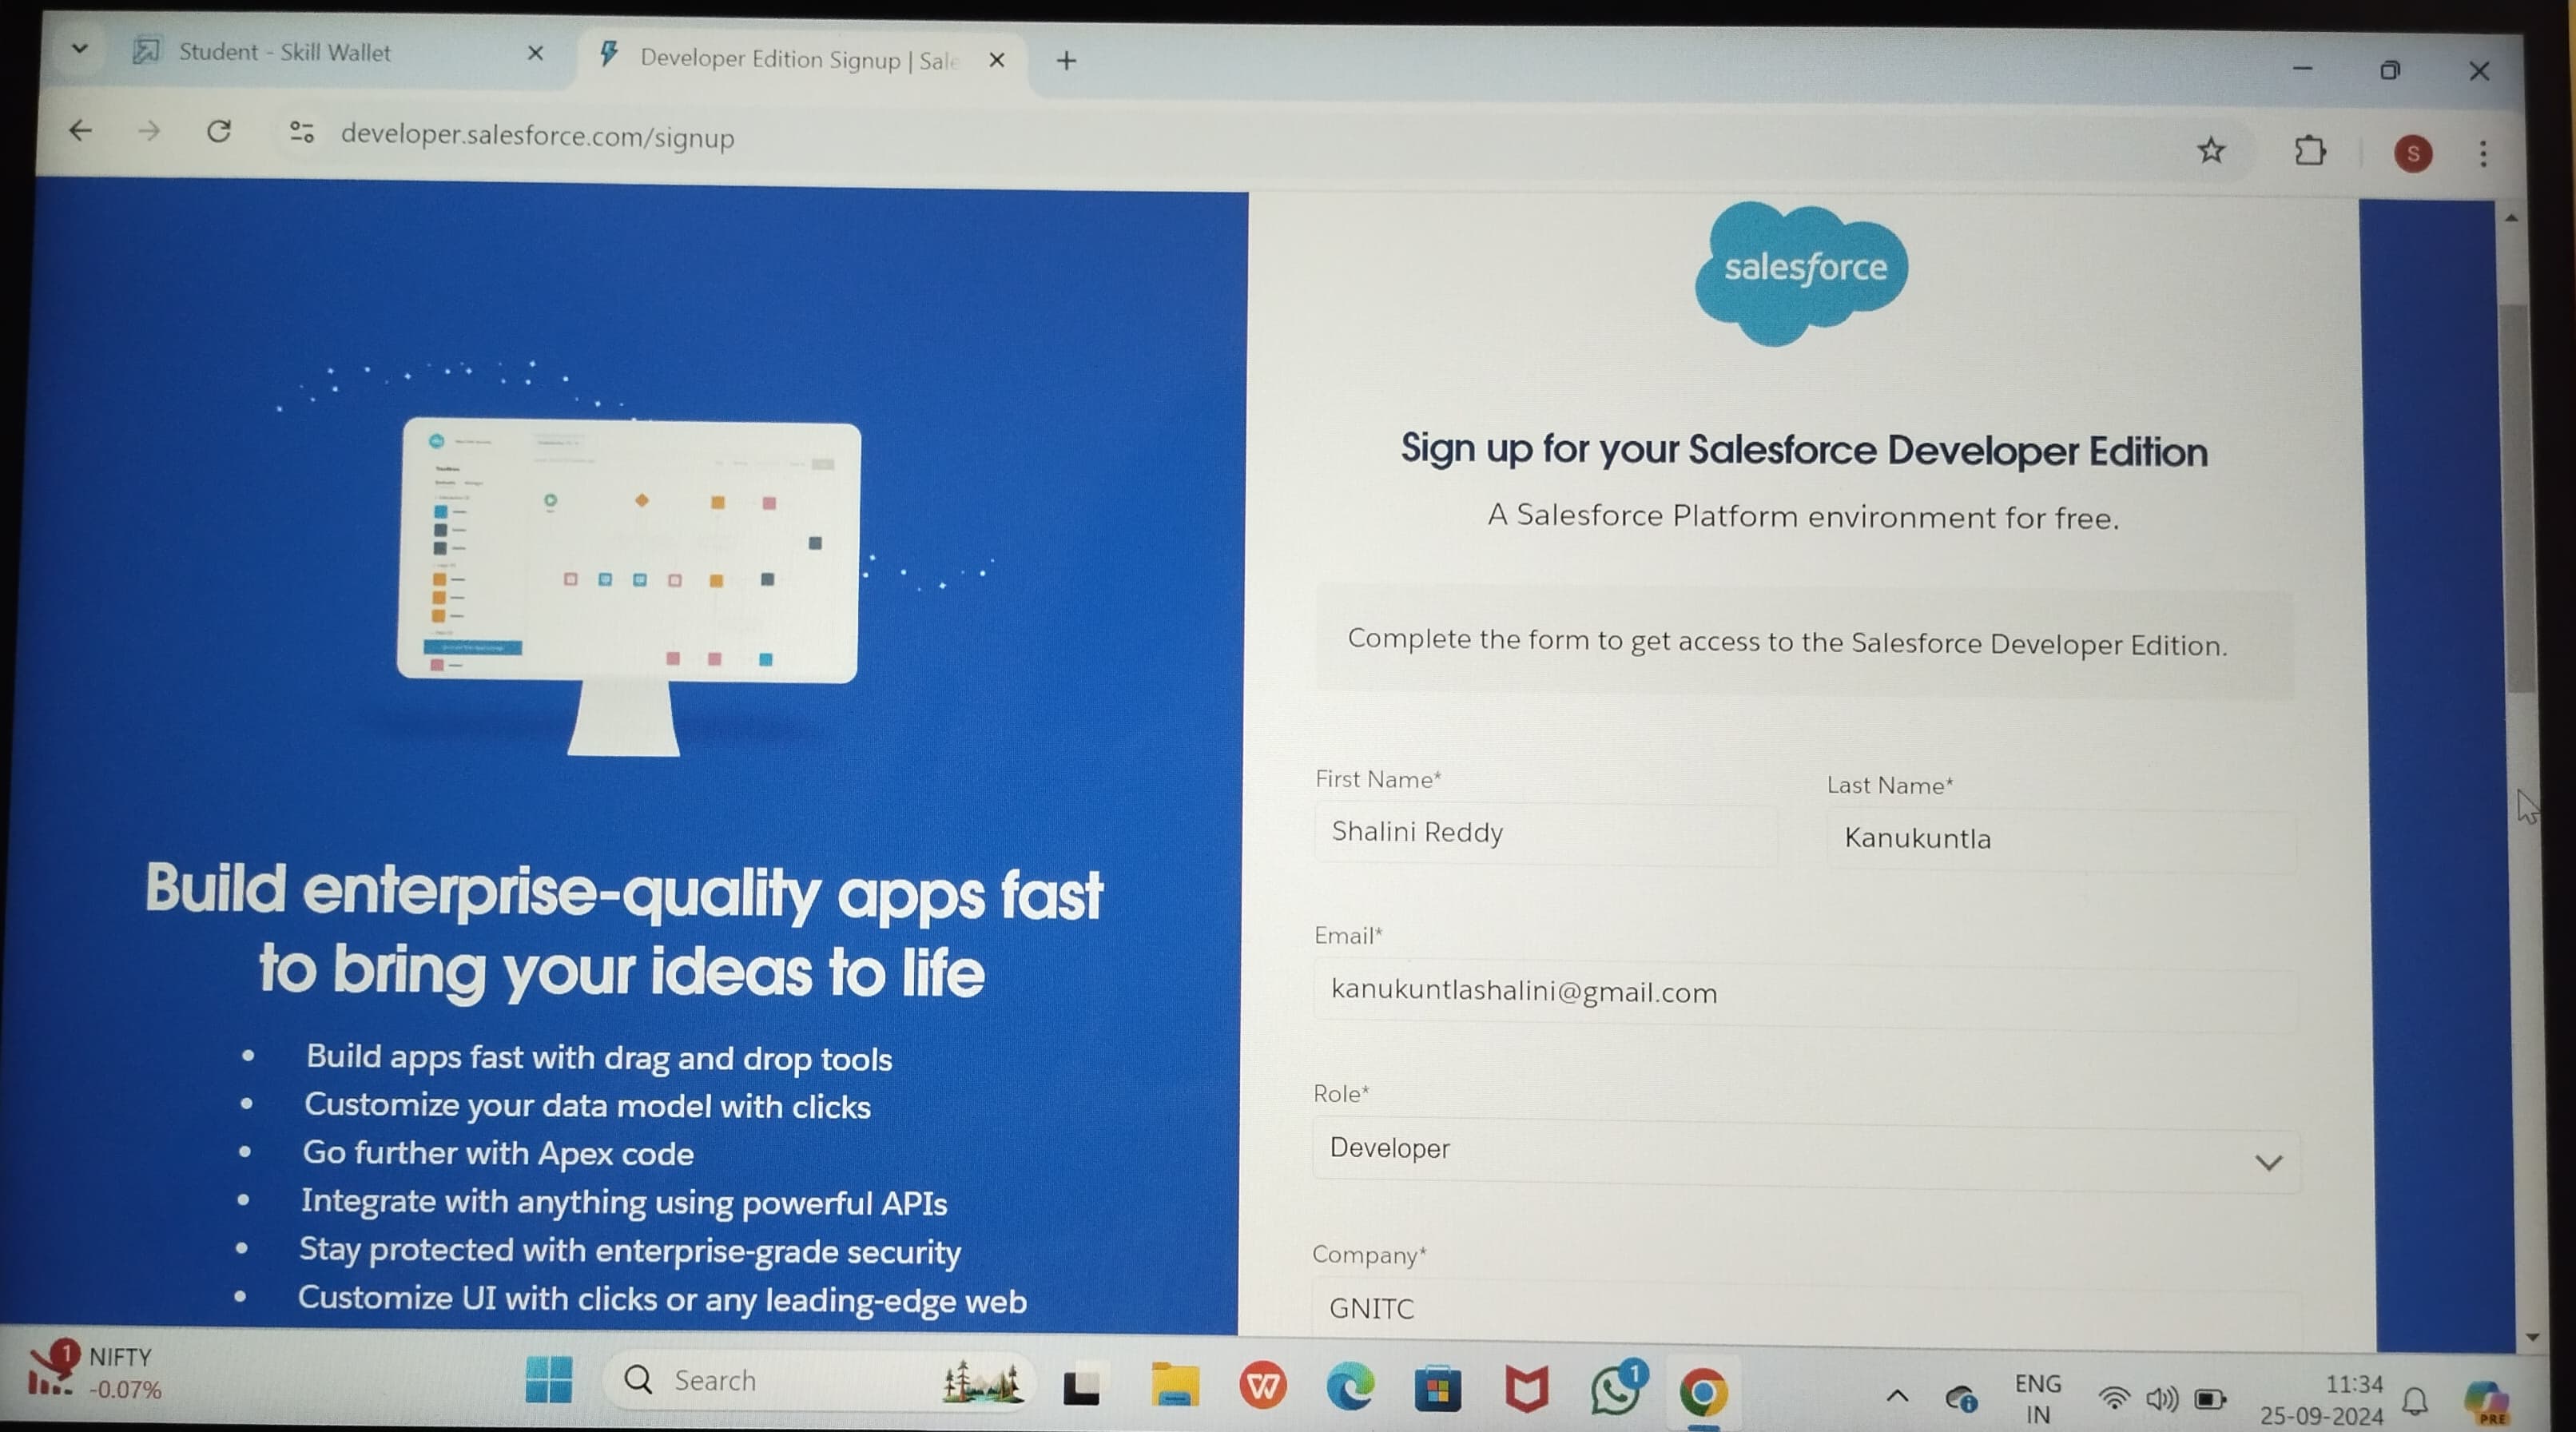 Student - Skill Wallet
Developer Edition Signup | Sale
developer.salesforce.com/signup
S
salesforce
Sign up for your Salesforce Developer Edition
A Salesforce Platform environment for free.
Complete the form to get access to the Salesforce Developer Edition.
First Name*
Last Name*
Shalini Reddy
Kanukuntla
Email*
kanukuntlashalini@gmail.com
Role*
Developer
Company*
GNITC
Build enterprise-quality apps fast
to bring your ideas to life
• Build apps fast with drag and drop tools
• Customize your data model with clicks
• Go further with Apex code
• Integrate with anything using powerful APIs
• Stay protected with enterprise-grade security
• Customize UI with clicks or any leading-edge web
1
NIFTY
-0.07%
Search
W
1
ENG
IN
11:34
25-09-2024
PRE